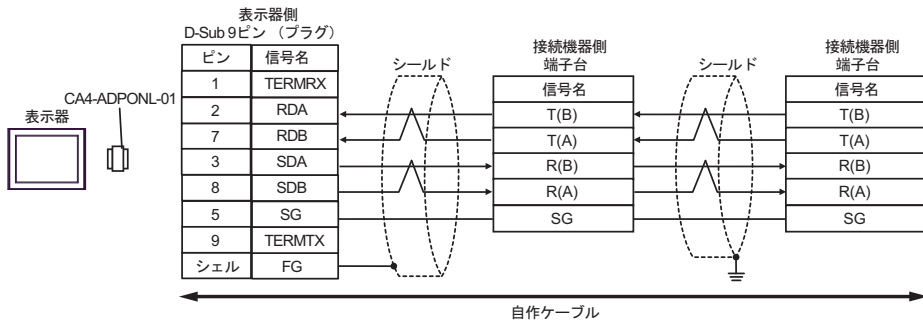 表示器側
D-Sub 9ピン （プラグ）
ピン 信号名
1 TERMRX
2 RDA
7 RDB
3 SDA
8 SDB
5 SG
9 TERMTX
シェル FG
CA4-ADPONL-01
表示器
シールド
接続機器側
端子台
信号名
T(B)
T(A)
R(B)
R(A)
SG
シールド
接続機器側
端子台
信号名
T(B)
T(A)
R(B)
R(A)
SG
自作ケーブル